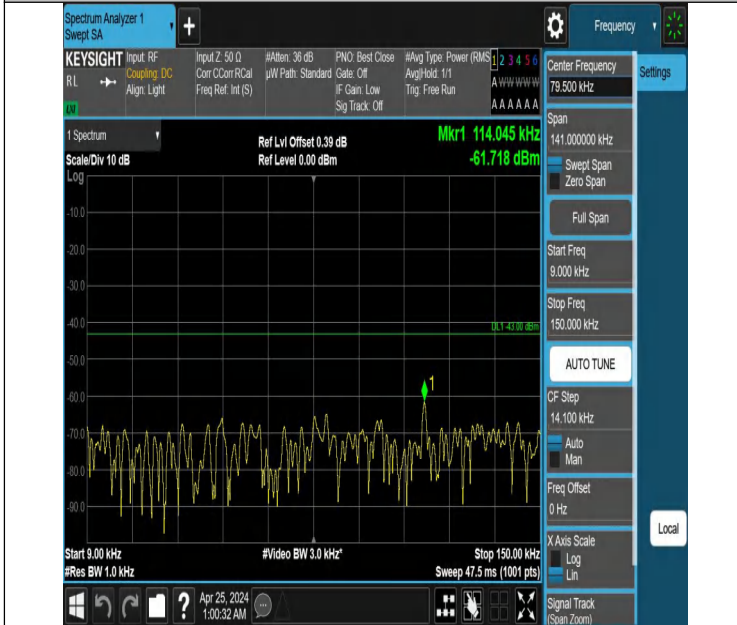 Spectrum Analyzer 1
Swept SA
+
Frequency
KEYSIGHT
RL
Input: RF
Coupling: DC
Align: Light
Input Z: 50 Ω
Corr CCorr RCal
Freq Ref: Int (S)
#Atten: 36 dB
µW Path: Standard
PNO: Best Close
Gate: Off
IF Gain: Low
Sig Track: Off
#Avg Type: Power (RMS
Avg|Hold: 1/1
Trig: Free Run
1 2 3 4 5 6
A W W W W W
A A A A A A
1 Spectrum
Scale/Div 10 dB
Log
Ref Lvl Offset 0.39 dB
Ref Level 0.00 dBm
Mkr1 114.045 kHz
-61.718 dBm
-10.0
-20.0
-30.0
-40.0
DL1 -43.00 dBm
-50.0
1
-60.0
-70.0
-80.0
-90.0
Start 9.00 kHz
#Res BW 1.0 kHz
#Video BW 3.0 kHz*
Stop 150.00 kHz
Sweep 47.5 ms (1001 pts)
?
Apr 25, 2024
1:00:32 AM
Center Frequency
79.500 kHz
Span
141.000000 kHz
Swept Span
Zero Span
Full Span
Start Freq
9.000 kHz
Stop Freq
150.000 kHz
AUTO TUNE
CF Step
14.100 kHz
Auto
Man
Freq Offset
0 Hz
X Axis Scale
Log
Lin
Signal Track
(Span Zoom)
Settings
Local